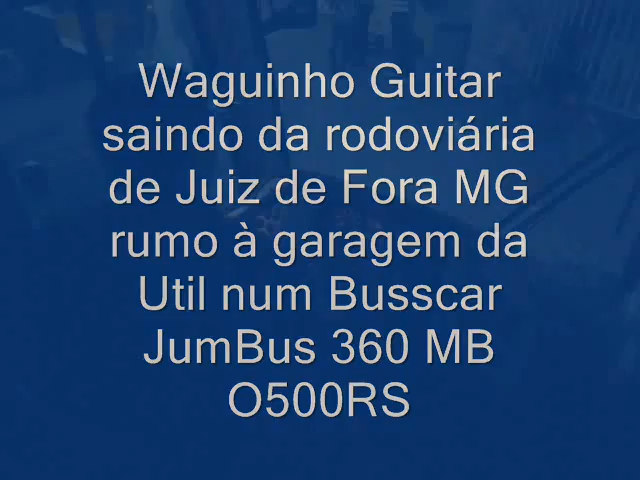 Waguinho Guitar
saindo da rodoviária
de Juiz de Fora MG
rumo à garagem da
Util num Busscar
JumBus 360 MB
O500RS